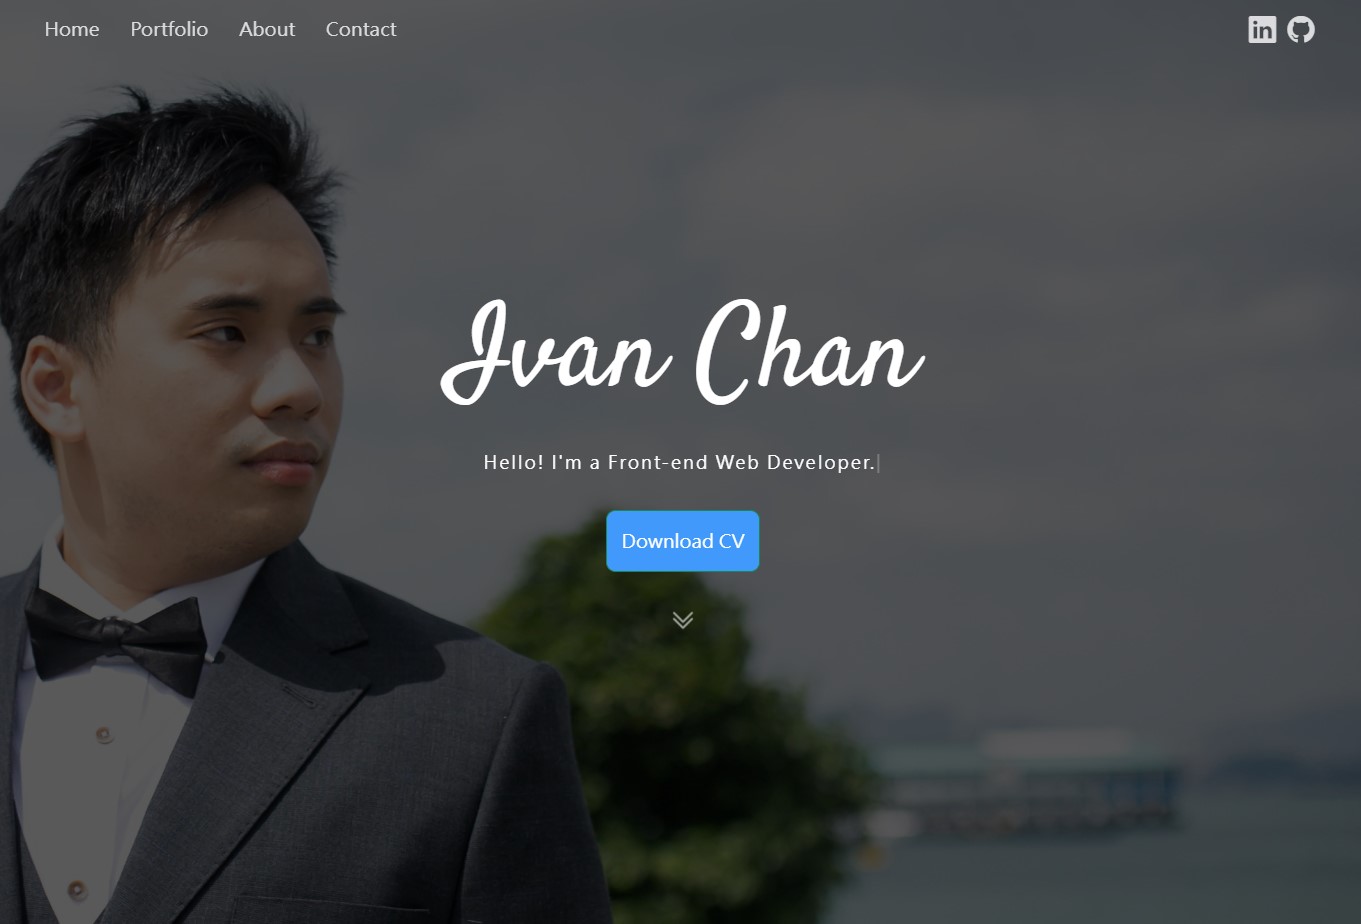 Home Portfolio About Contact in
Ivan Chan
Hello! I'm a Front-end Web Developer.
Download CV